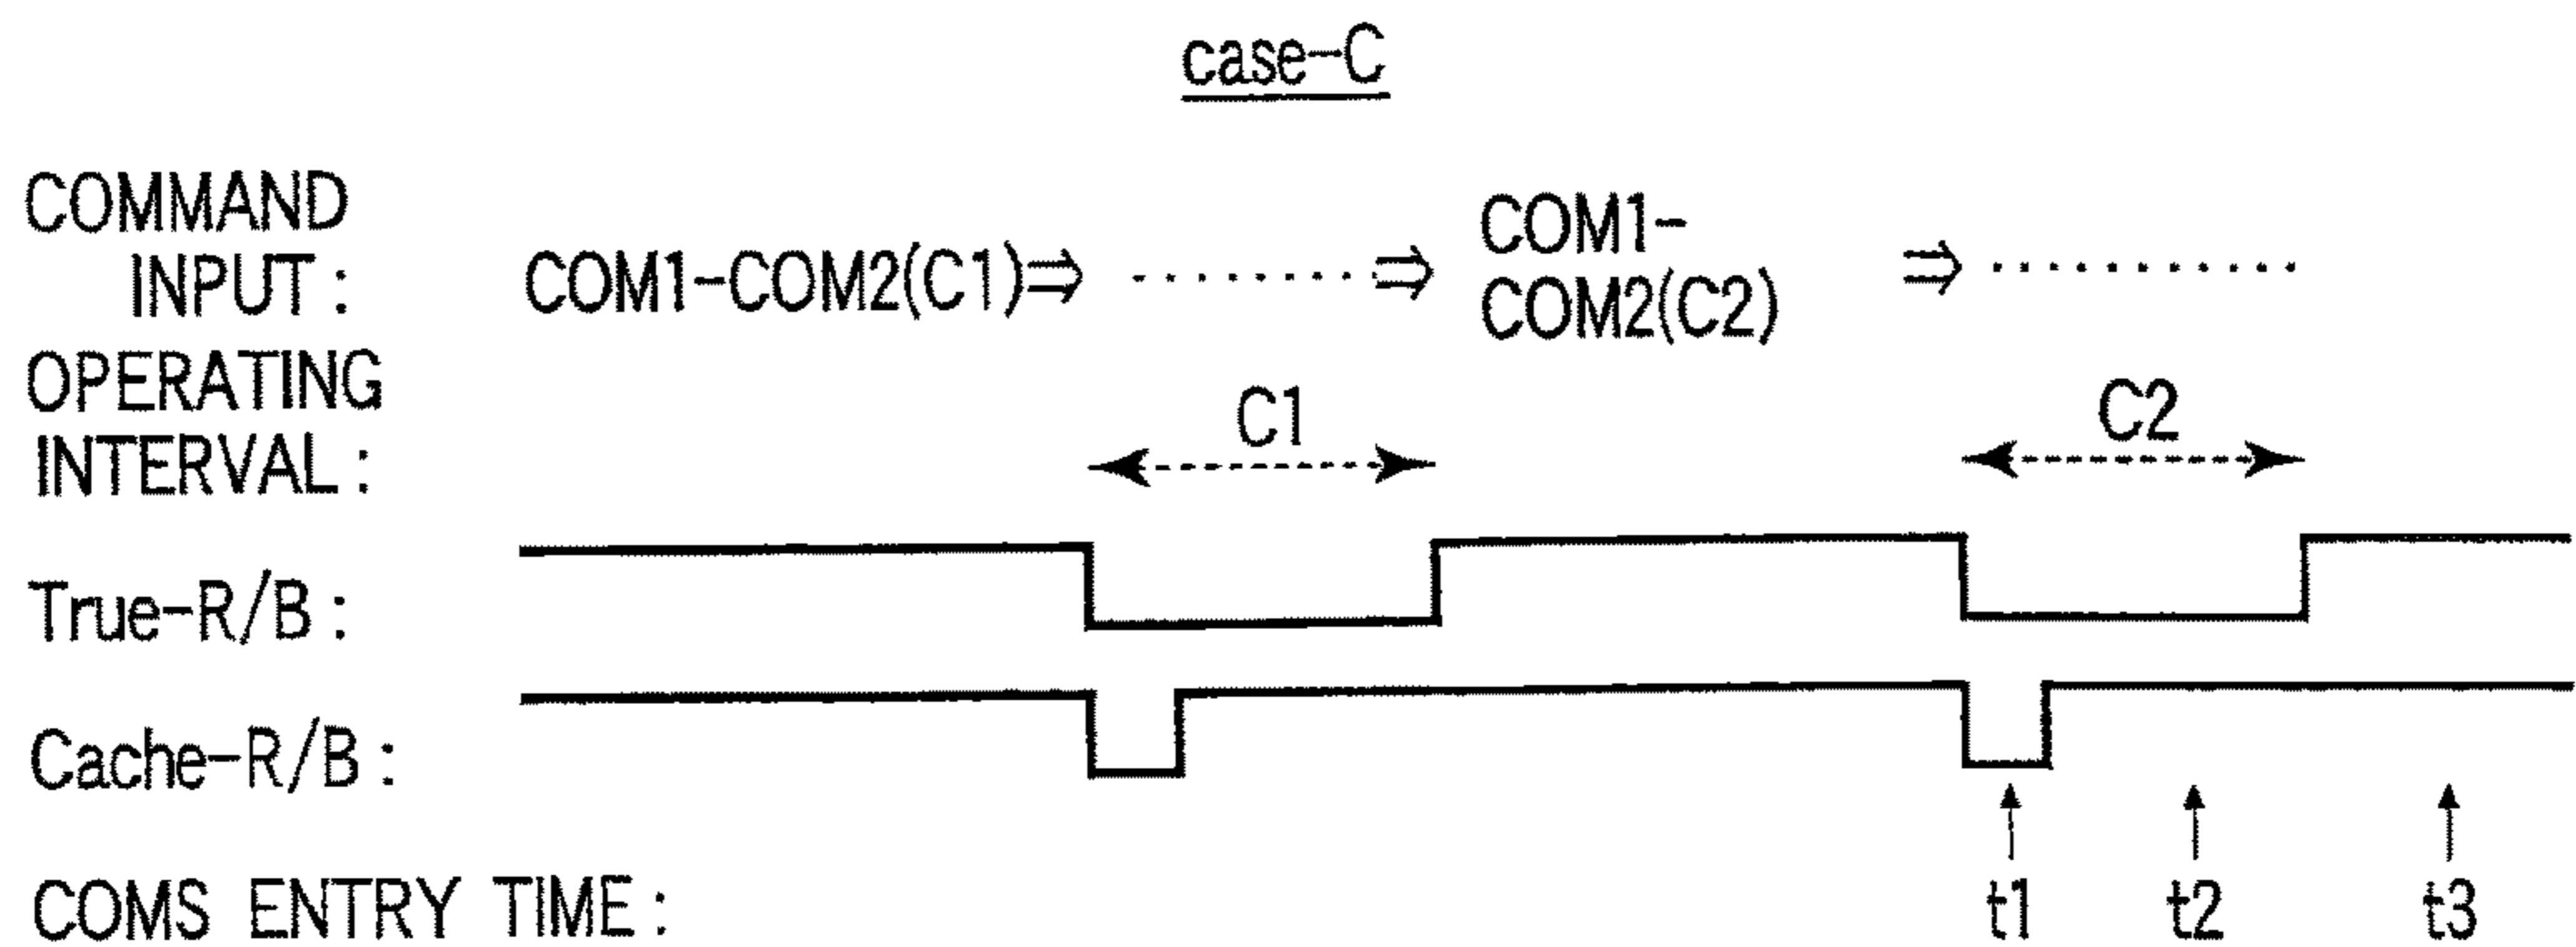 case-C
COMMAND
INPUT :
COM1-COM2(C1)⇒ ········· ⇒ COM1-
COM2(C2) ⇒ ···········
OPERATING
INTERVAL :
C1
C2
True-R/B :
Cache-R/B :
COMS ENTRY TIME :
t1
t2
t3